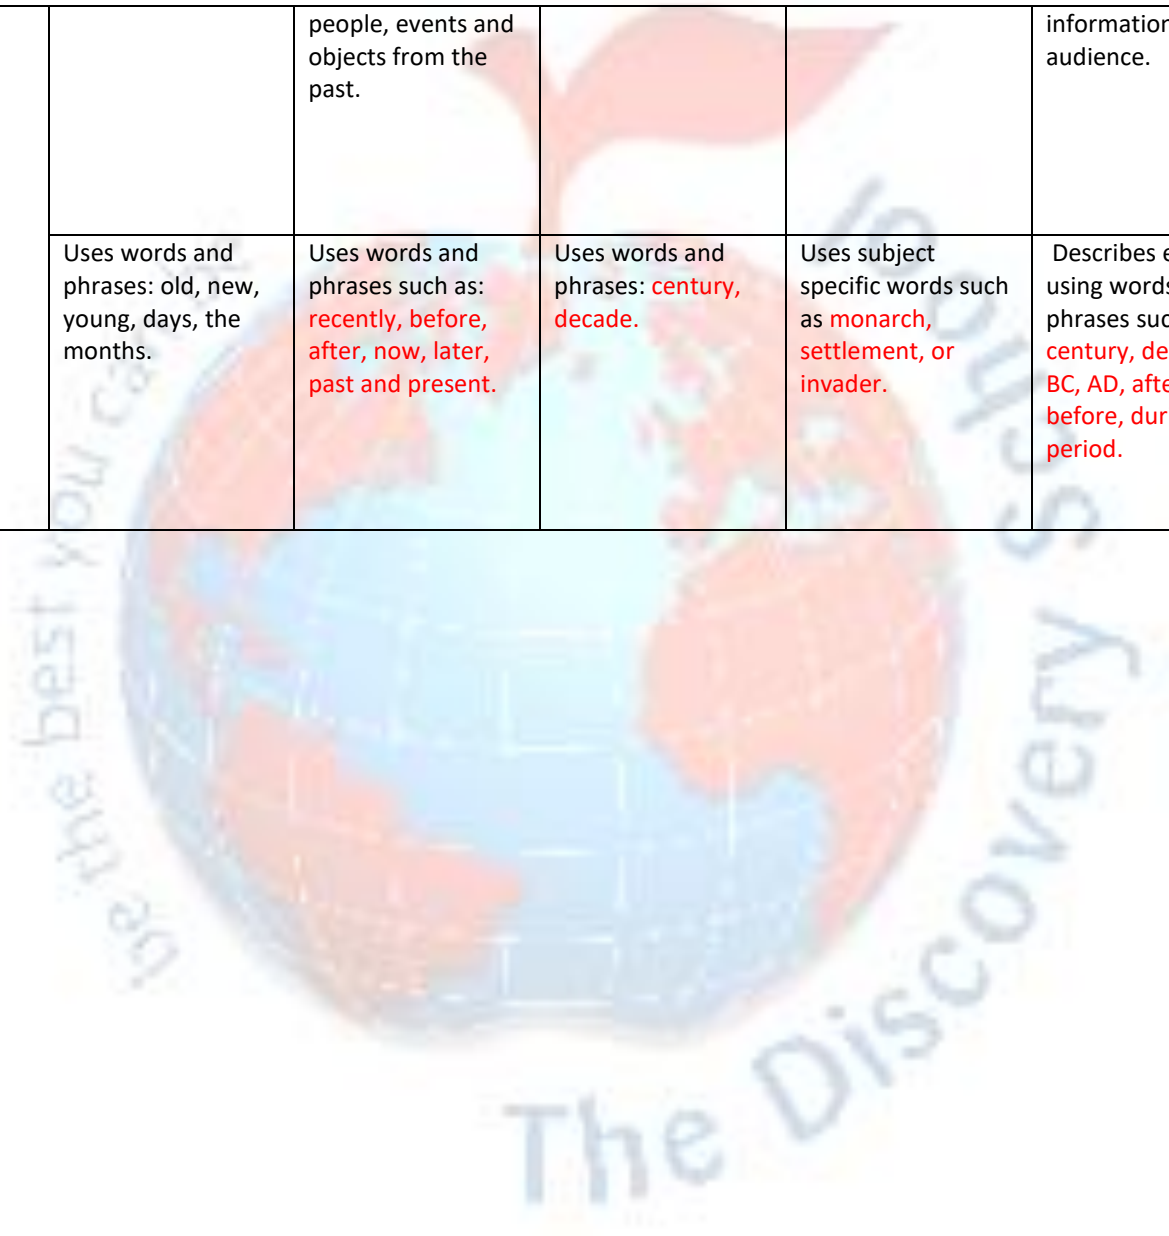 people, events and
objects from the
past.
information
audience.
Uses words and
phrases: old, new,
young, days, the
months.
Uses words and
phrases such as:
recently, before,
after, now, later,
past and present.
Uses words and
phrases: century,
decade.
Uses subject
specific words such
as monarch,
settlement, or
invader.
Describes
using words
phrases
century,
BC, AD,
before,
period.
be the best you can be
The Discovery School